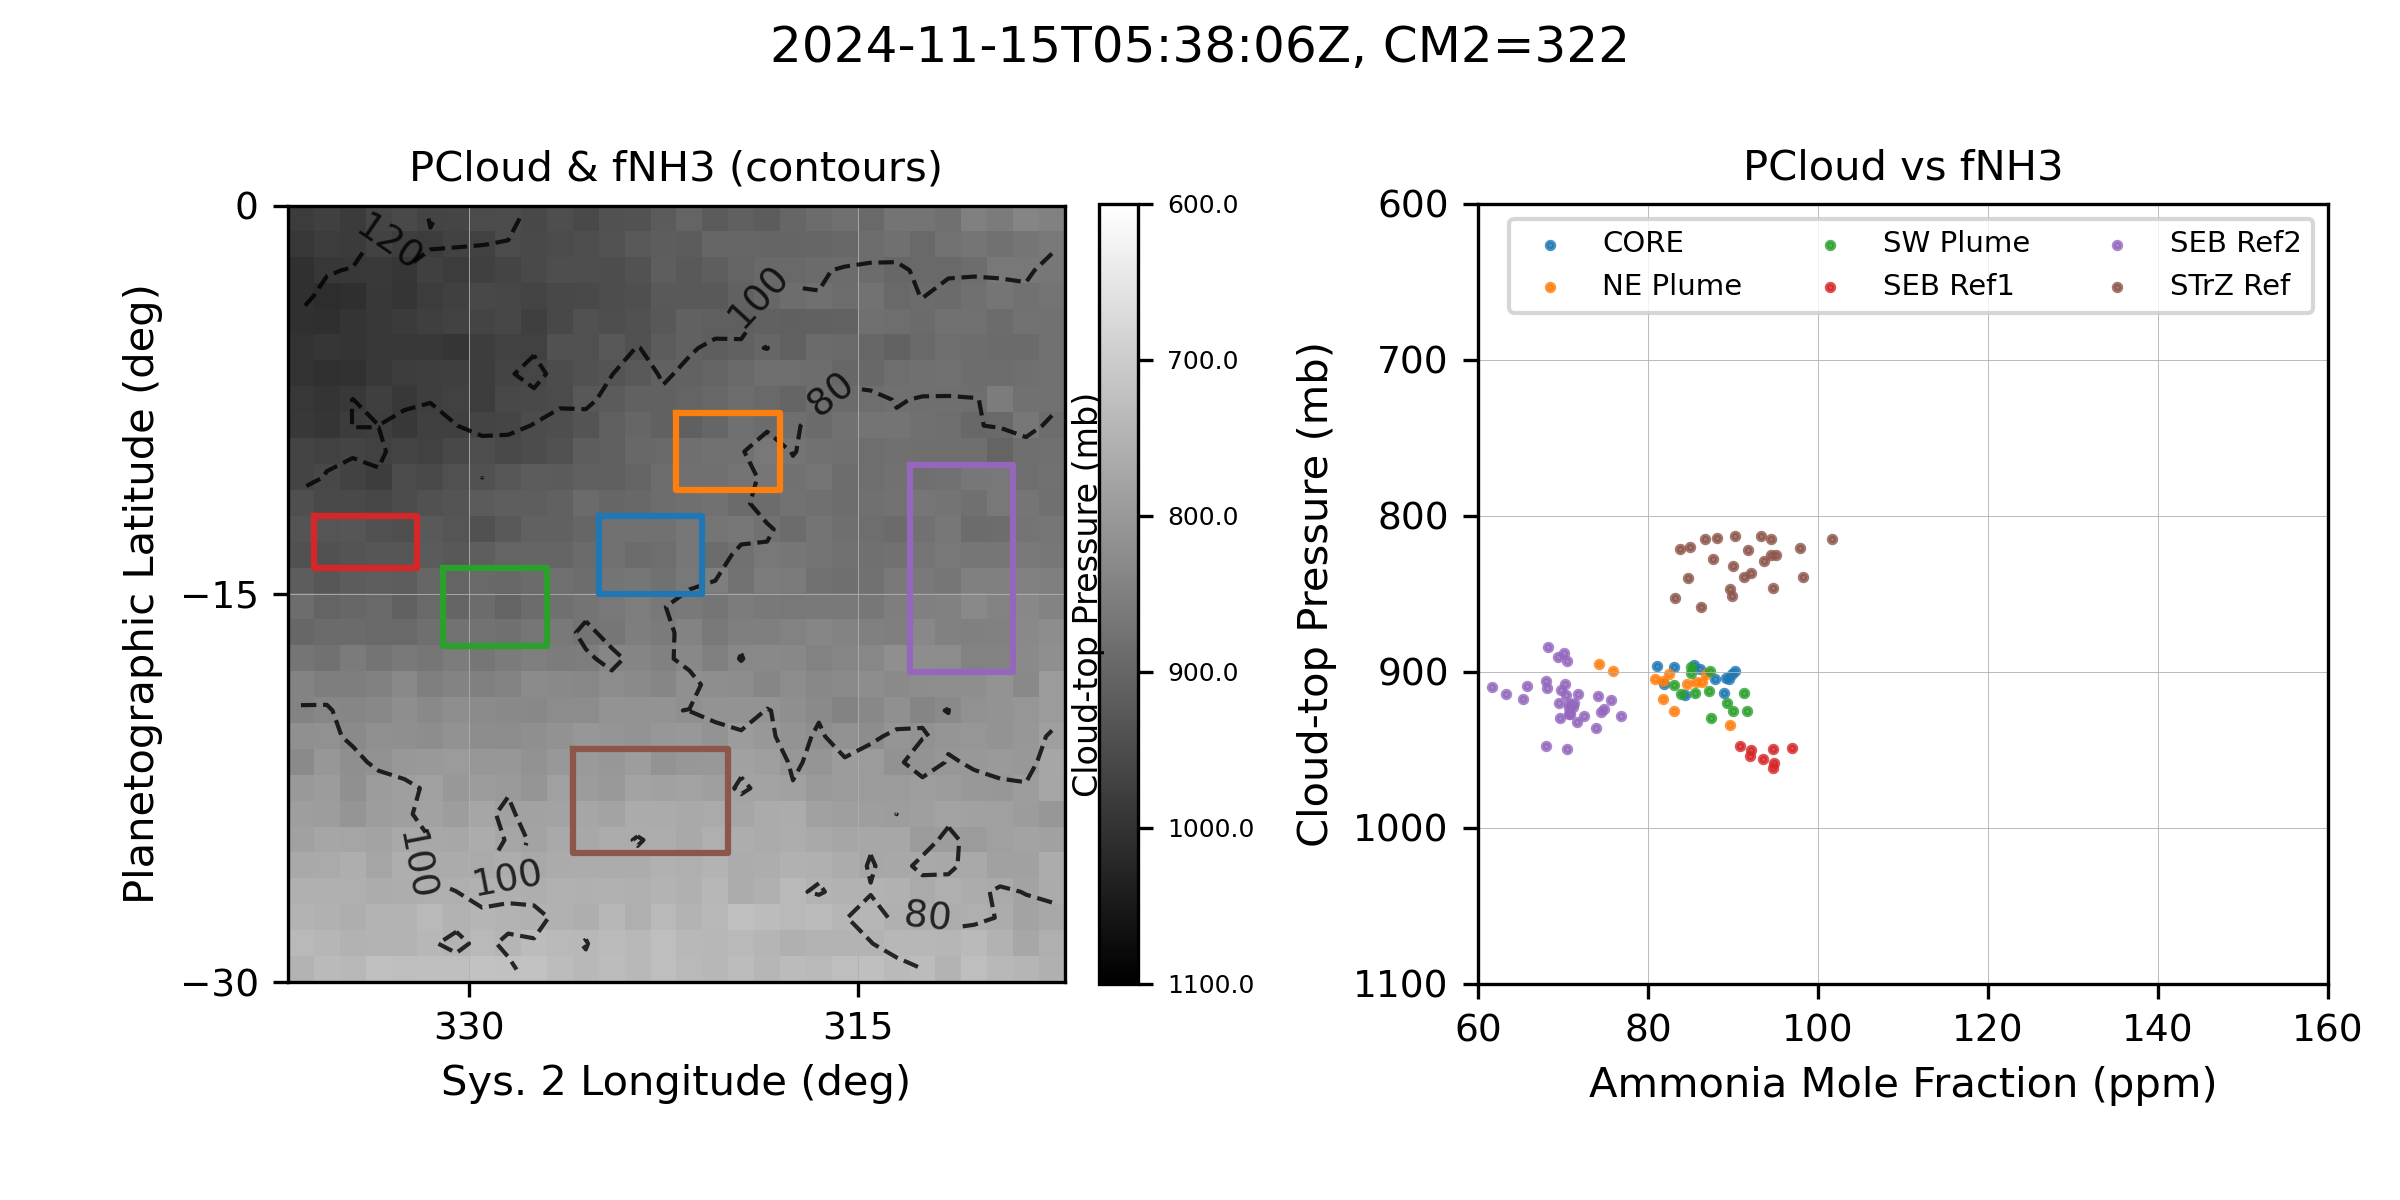 2024-11-15T05:38:06Z, CM2=322
PCloud & fNH3 (contours)
0
−15
−30
Planetographic Latitude (deg)
120
100
80
100
100
80
330
315
Sys. 2 Longitude (deg)
600.0
700.0
800.0
900.0
1000.0
1100.0
Cloud-top Pressure (mb)
PCloud vs fNH3
CORE
NE Plume
SW Plume
SEB Ref1
SEB Ref2
STrZ Ref
600
700
800
900
1000
1100
Cloud-top Pressure (mb)
60
80
100
120
140
160
Ammonia Mole Fraction (ppm)